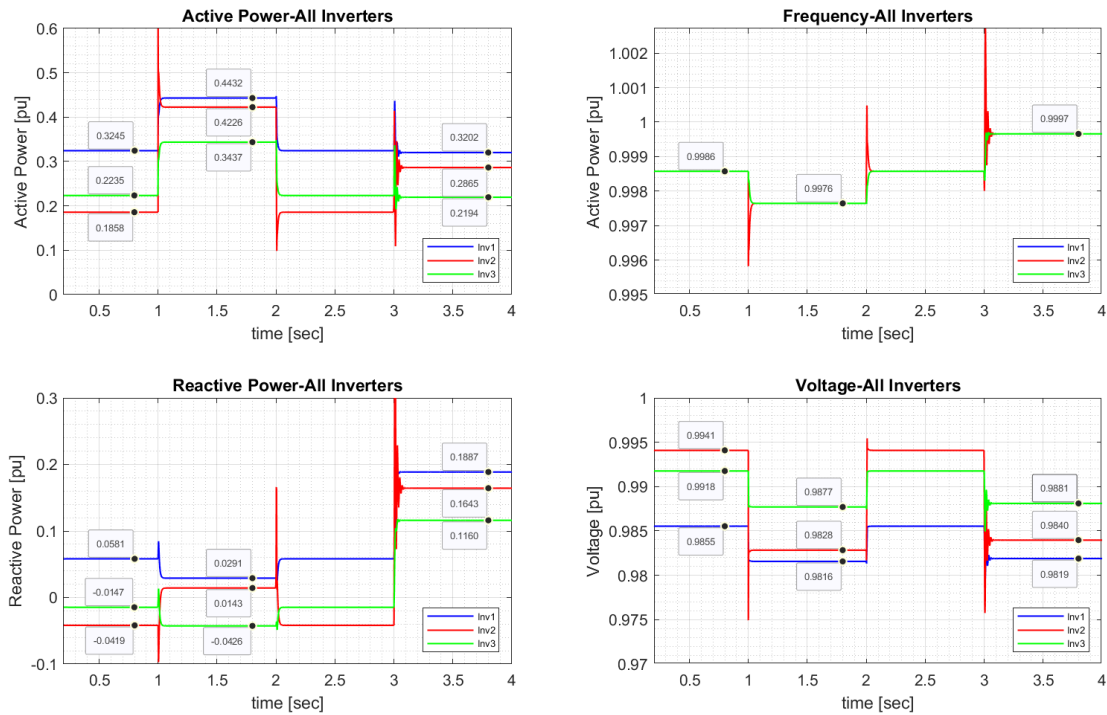 Active Power-All Inverters
Active Power [pu]
0.6
0.5
0.4
0.3
0.2
0.1
0
0.3245
0.2235
0.1858
0.4432
0.4226
0.3437
0.3202
0.2865
0.2194
Inv1
Inv2
Inv3
0.5 1 1.5 2 2.5 3 3.5 4
time [sec]
Frequency-All Inverters
Active Power [pu]
1.002
1.001
1
0.999
0.998
0.997
0.996
0.995
0.9986
0.9976
0.9997
Inv1
Inv2
Inv3
0.5 1 1.5 2 2.5 3 3.5 4
time [sec]
Reactive Power-All Inverters
Reactive Power [pu]
0.3
0.2
0.1
0
-0.1
0.0581
-0.0147
-0.0419
0.0291
0.0143
-0.0426
0.1887
0.1643
0.1160
Inv1
Inv2
Inv3
0.5 1 1.5 2 2.5 3 3.5 4
time [sec]
Voltage-All Inverters
Voltage [pu]
1
0.995
0.99
0.985
0.98
0.975
0.97
0.9941
0.9918
0.9855
0.9877
0.9828
0.9816
0.9881
0.9840
0.9819
Inv1
Inv2
Inv3
0.5 1 1.5 2 2.5 3 3.5 4
time [sec]